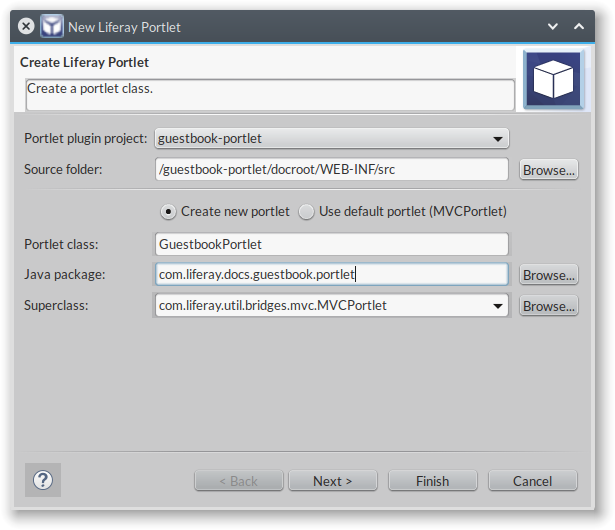 New Liferay Portlet
Create Liferay Portlet
Create a portlet class.
Portlet plugin project: guestbook-portlet
Source folder: /guestbook-portlet/docroot/WEB-INF/src Browse...
Create new portlet Use default portlet (MVCPortlet)
Portlet class: GuestbookPortlet
Java package: com.liferay.docs.guestbook.portlet Browse...
Superclass: com.liferay.util.bridges.mvc.MVCPortlet Browse...
? < Back Next > Finish Cancel